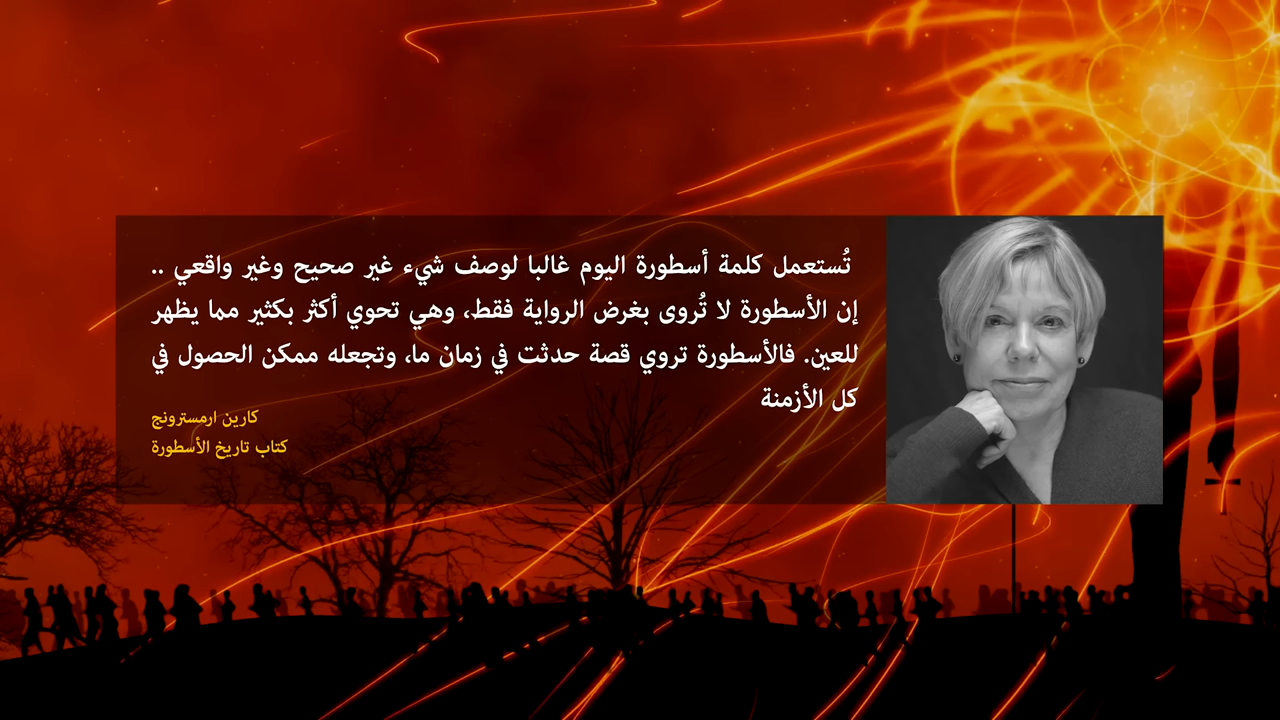 تُستعمل كلمة أسطورة اليوم غالبا لوصف شيء غير صحيح وغير واقعي ..
إن الأسطورة لا تُروى بغرض الرواية فقط، وهي تحوي أكثر بكثير مما يظهر
للعين. فالأسطورة تروي قصة حدثت في زمان ما، وتجعله ممكن الحصول في
كل الأزمنة
كارين ارمسترونج
كتاب تاريخ الأسطورة